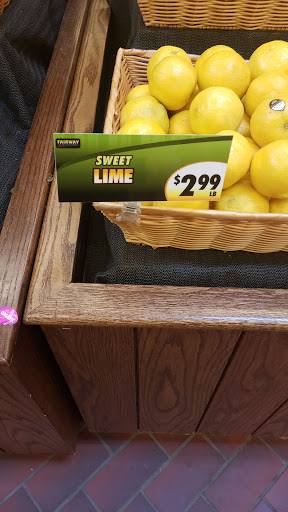 FAIRWAY
SWEET
LIME
$2.99
LB